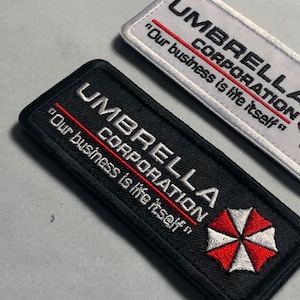 UMBRELLA
CORPORATION
"Our business is life itself"
UMBRELLA
CORPORATION
"Our business is life itself"